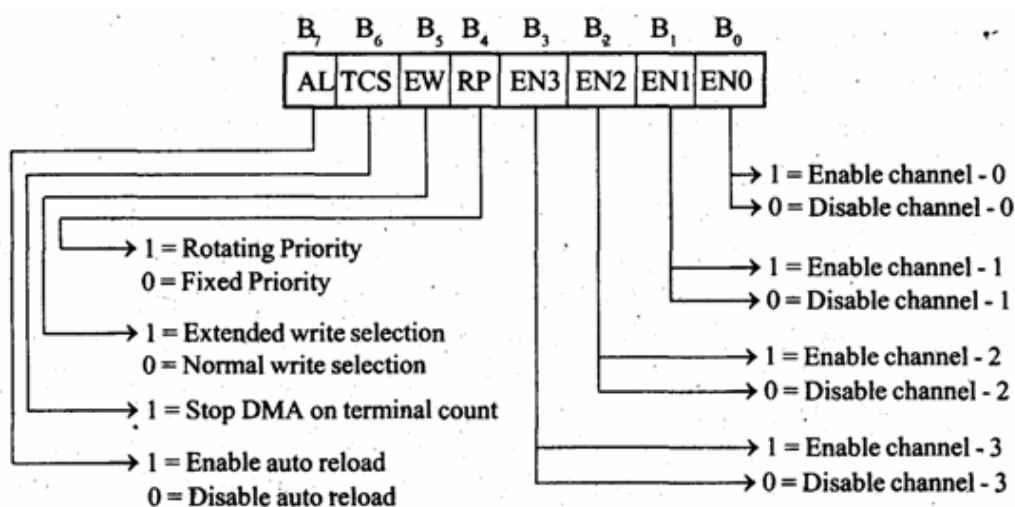 B₇ B₆ B₅ B₄ B₃ B₂ B₁ B₀
AL TCS EW RP EN3 EN2 EN1 EN0
1 = Enable channel - 0
0 = Disable channel - 0
1 = Rotating Priority
0 = Fixed Priority
1 = Enable channel - 1
0 = Disable channel - 1
1 = Extended write selection
0 = Normal write selection
1 = Enable channel - 2
0 = Disable channel - 2
1 = Stop DMA on terminal count
1 = Enable channel - 3
0 = Disable channel - 3
1 = Enable auto reload
0 = Disable auto reload